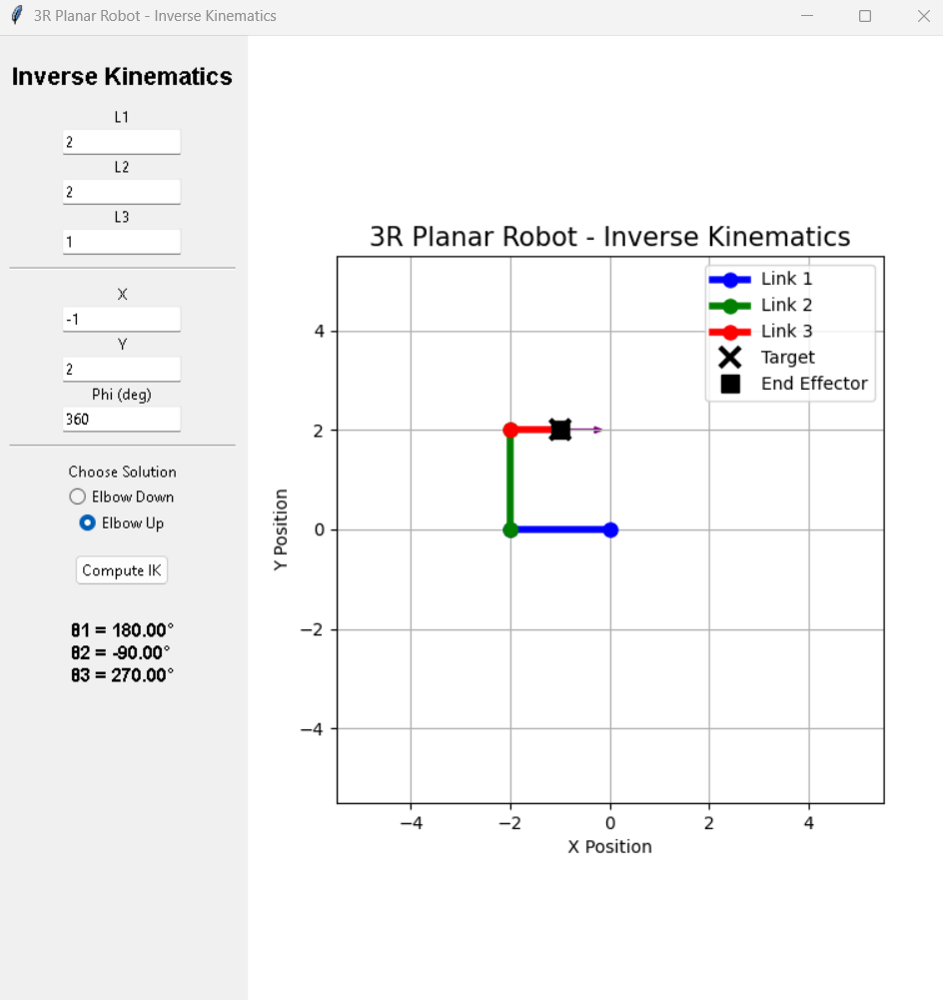 3R Planar Robot - Inverse Kinematics
Inverse Kinematics
L1
2
L2
2
L3
1
X
-1
Y
2
Phi (deg)
360
Choose Solution
Elbow Down
Elbow Up
Compute IK
θ1 = 180.00°
θ2 = -90.00°
θ3 = 270.00°
3R Planar Robot - Inverse Kinematics
Link 1
Link 2
Link 3
Target
End Effector
Y Position
4
2
0
−2
−4
−4 −2 0 2 4
X Position